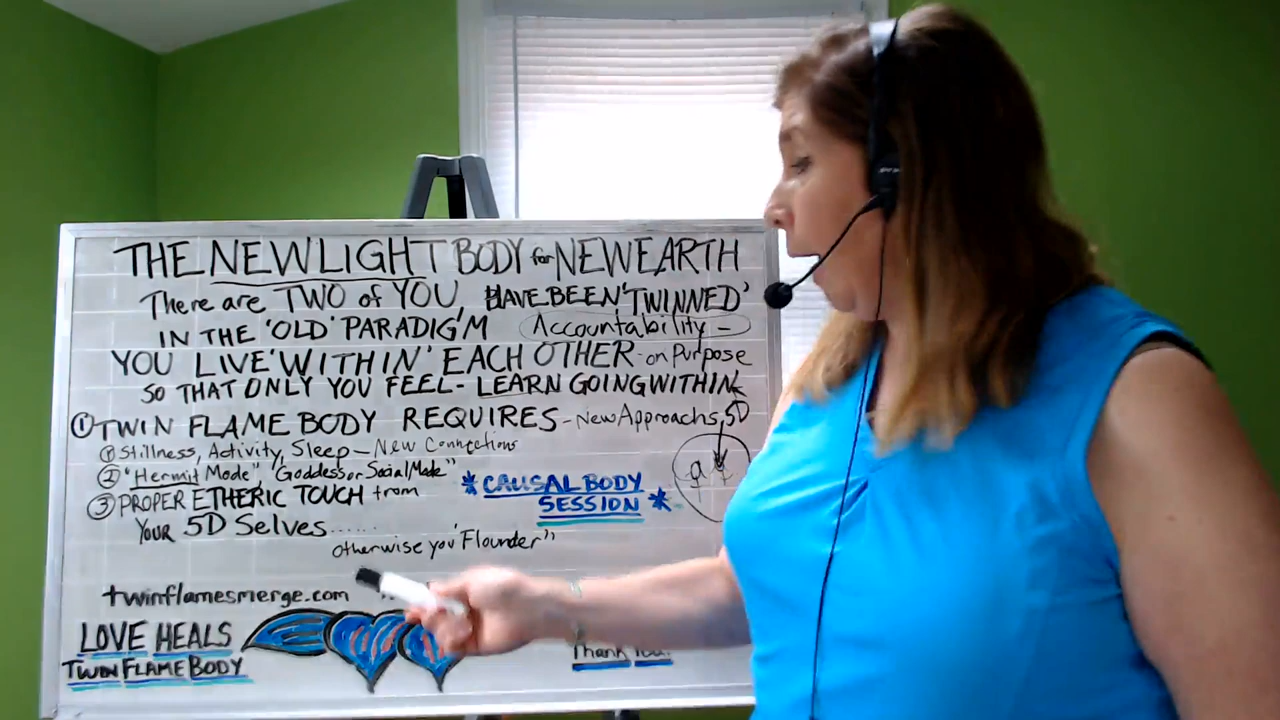 THE NEW LIGHT BODY for NEW EARTH
There are TWO of YOU, HAVE BEEN 'TWINNED'
IN THE 'OLD' PARADIG'M Accountability -
YOU LIVE 'WITHIN' EACH OTHER - on Purpose
SO THAT ONLY YOU FEEL - LEARN GOING WITHIN
① TWIN FLAME BODY REQUIRES - New Approachs, 5D
① Stillness, Activity, Sleep - New Connections
② "Hermit Mode", "Goddess or Social Mode"
③ PROPER ETHERIC TOUCH from
YOUR 5D Selves......
* CAUSAL BODY
SESSION *
otherwise you 'Flounder"
twinflamesmerge.com
LOVE HEALS
TWIN FLAME BODY
Thank You!